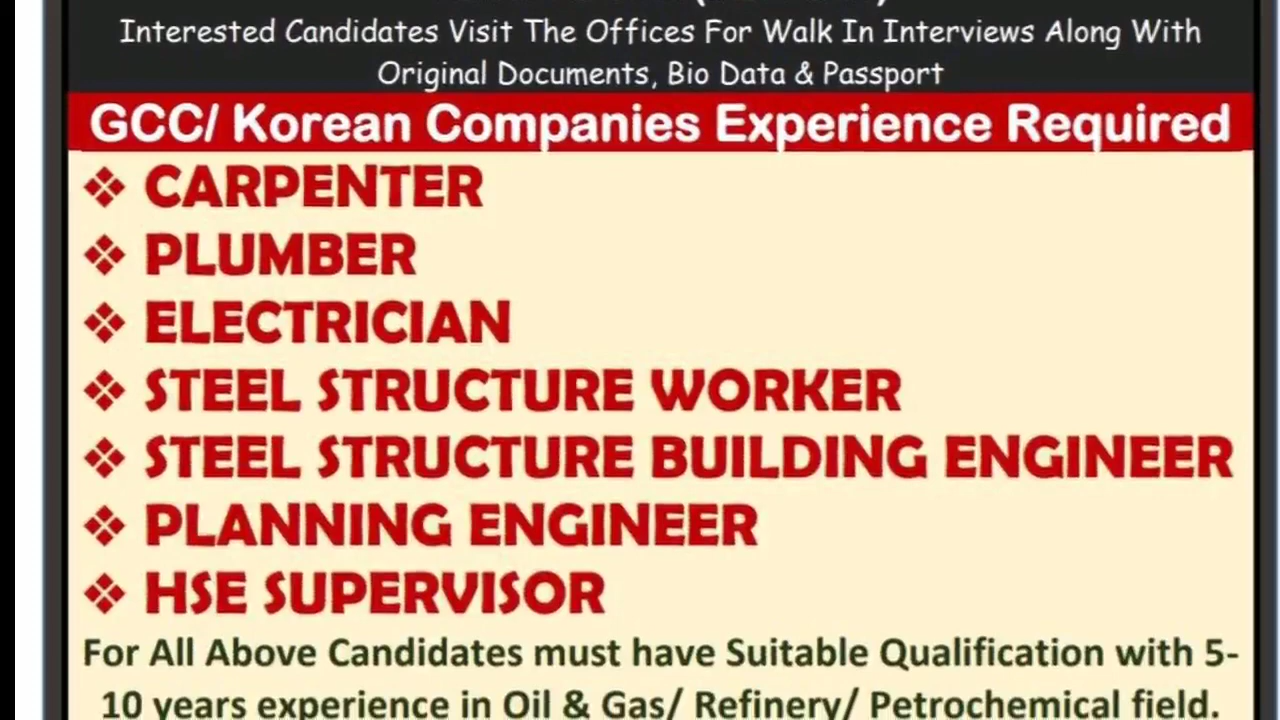 Interested Candidates Visit The Offices For Walk In Interviews Along With
Original Documents, Bio Data & Passport
GCC/ Korean Companies Experience Required
❖ CARPENTER
❖ PLUMBER
❖ ELECTRICIAN
❖ STEEL STRUCTURE WORKER
❖ STEEL STRUCTURE BUILDING ENGINEER
❖ PLANNING ENGINEER
❖ HSE SUPERVISOR
For All Above Candidates must have Suitable Qualification with 5-
10 years experience in Oil & Gas/ Refinery/ Petrochemical field.